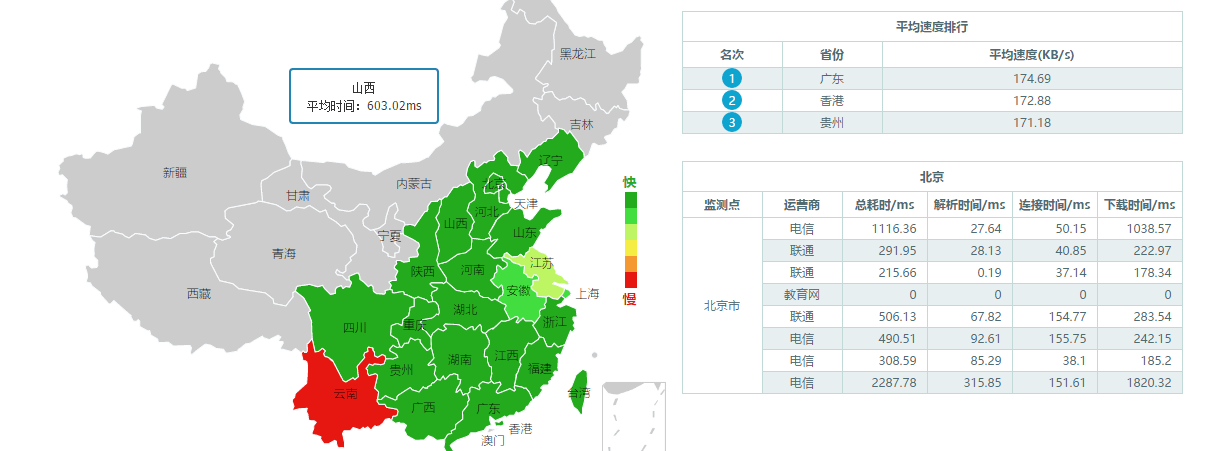 黑龙江
吉林
辽宁
新疆
甘肃
内蒙古
北京
天津
河北
山西
山东
宁夏
青海
陕西
河南
江苏
西藏
安徽
上海
湖北
四川
重庆
浙江
湖南
江西
贵州
福建
云南
广西
广东
台湾
香港
澳门
山西
平均时间：603.02ms
快
慢
平均速度排行
名次 省份 平均速度(KB/s)
1 广东 174.69
2 香港 172.88
3 贵州 171.18
北京
监测点 运营商 总耗时/ms 解析时间/ms 连接时间/ms 下载时间/ms
北京市
电信 1116.36 27.64 50.15 1038.57
联通 291.95 28.13 40.85 222.97
联通 215.66 0.19 37.14 178.34
教育网 0 0 0 0
联通 506.13 67.82 154.77 283.54
电信 490.51 92.61 155.75 242.15
电信 308.59 85.29 38.1 185.2
电信 2287.78 315.85 151.61 1820.32